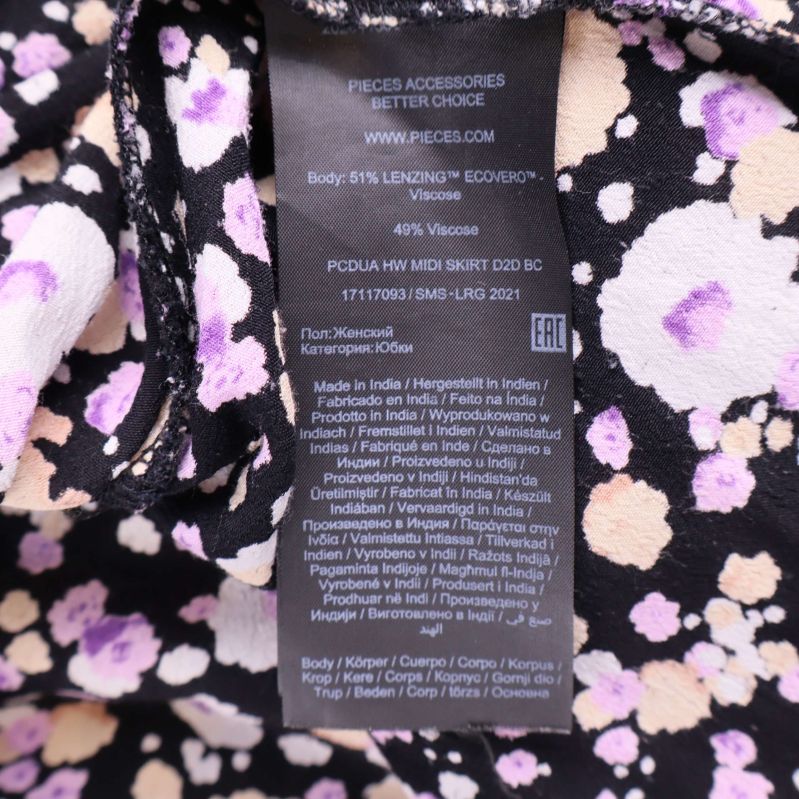 PIECES ACCESSORIES
BETTER CHOICE
WWW.PIECES.COM
Body: 51% LENZING™ ECOVERO™ -
Viscose
49% Viscose
PCDUA HW MIDI SKIRT D2D BC
17117093 / SMS-LRG 2021
EAC
Пол:Женский
Категория:Юбки
Made in India / Hergestellt in Indien /
Fabricado en India / Feito na Índia /
Prodotto in India / Wyprodukowano w
Indiach / Fremstillet i Indien / Valmistatud
Indias / Fabriqué en Inde / Сделано в
Индии / Proizvedeno u Indiji /
Proizvedeno v Indiji / Hindistan'da
Üretilmiştir / Fabricat în India / Készült
Indiában / Vervaardigd in India /
Произведено в Индия / Παράγεται στην
Ινδία / Valmistettu Intiassa / Tillverkad i
Indien / Vyrobeno v Indii / Ražots Indijā /
Pagaminta Indijoje / Magħmul fl-Indja /
Vyrobené v Indii / Produsert i India /
Prodhuar në Indi / Произведено у
Индији / Виготовлено в Індії / صنع في
الهند
Body / Körper / Cuerpo / Corpo / Korpus /
Krop / Kere / Corps / Корпус / Gornji dio /
Trup / Beden / Corp / törzs / Основна